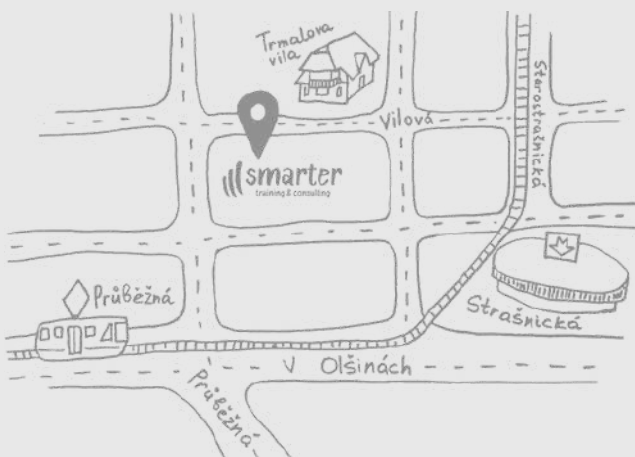 Trmalova
vila
Vilová
Starostrašnická
smarter
training & consulting
Průběžná
Strašnická
V Olšinách
Průběžná